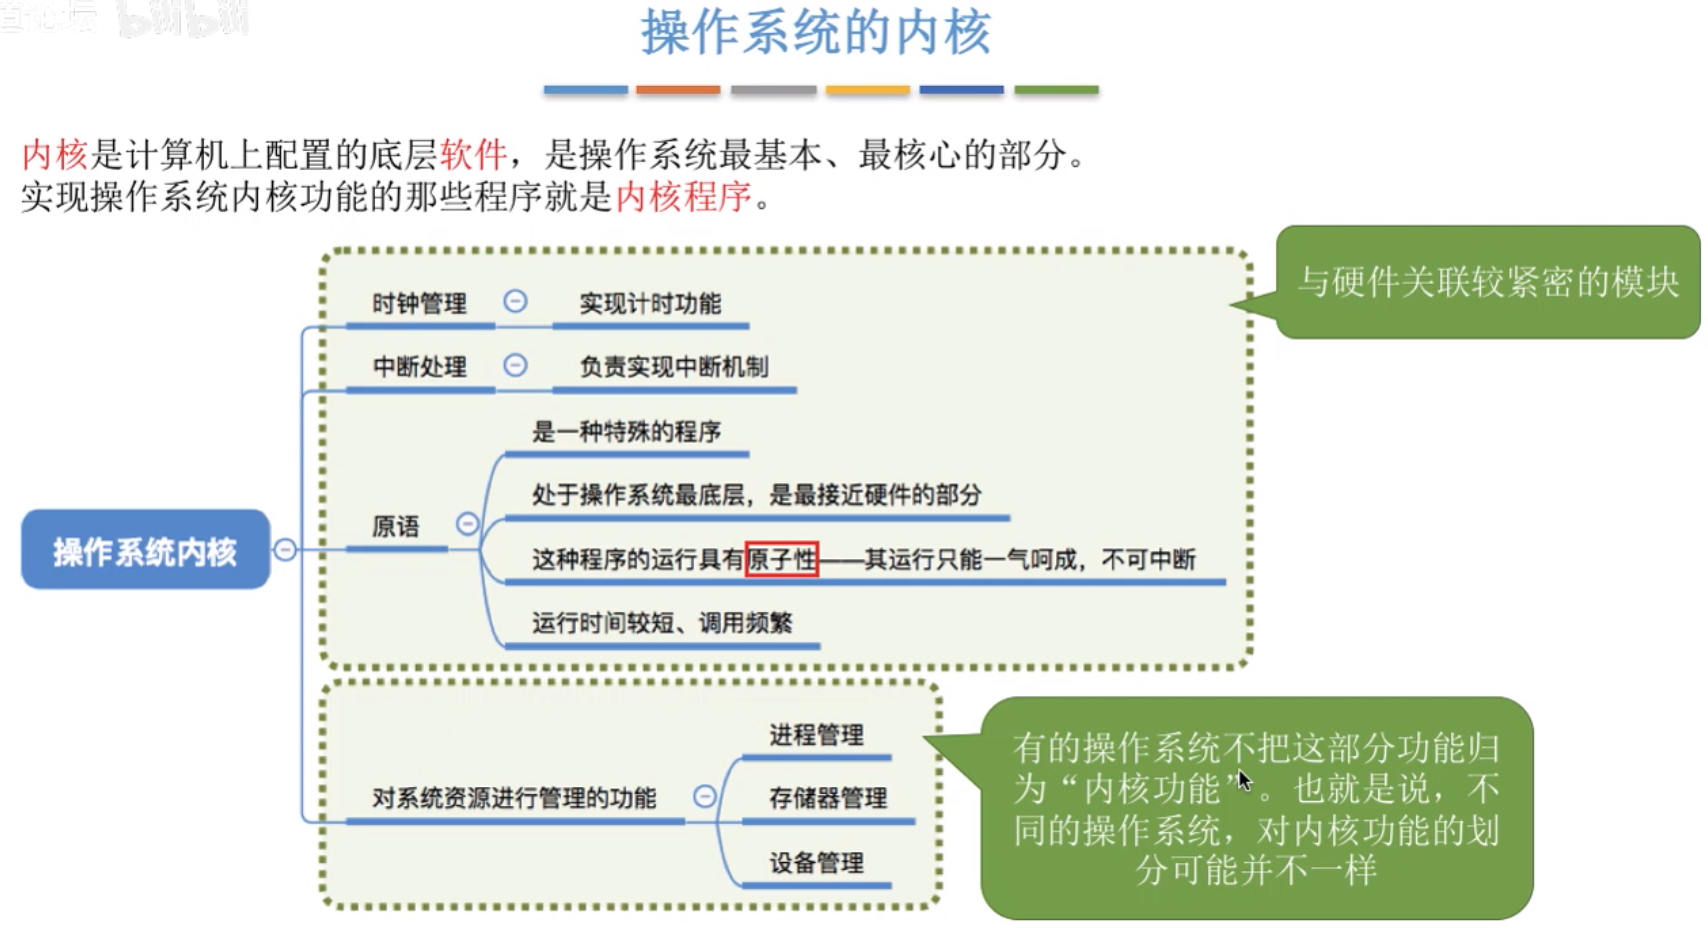 bilibili
操作系统的内核
内核是计算机上配置的底层软件，是操作系统最基本、最核心的部分。
实现操作系统内核功能的那些程序就是内核程序。
与硬件关联较紧密的模块
时钟管理
实现计时功能
中断处理
负责实现中断机制
原语
是一种特殊的程序
处于操作系统最底层，是最接近硬件的部分
这种程序的运行具有原子性——其运行只能一气呵成，不可中断
运行时间较短、调用频繁
操作系统内核
对系统资源进行管理的功能
进程管理
存储器管理
设备管理
有的操作系统不把这部分功能归
为“内核功能”。也就是说，不
同的操作系统，对内核功能的划
分可能并不一样